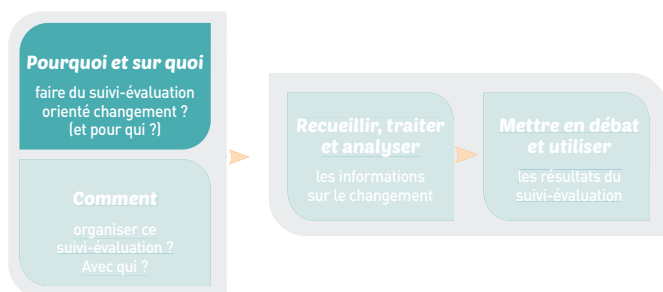 Pourquoi et sur quoi
faire du suivi-évaluation
orienté changement ?
(et pour qui ?)
Comment
organiser ce
suivi-évaluation ?
Avec qui ?
Recueillir, traiter
et analyser
les informations
sur le changement
Mettre en débat
et utiliser
les résultats du
suivi-évaluation